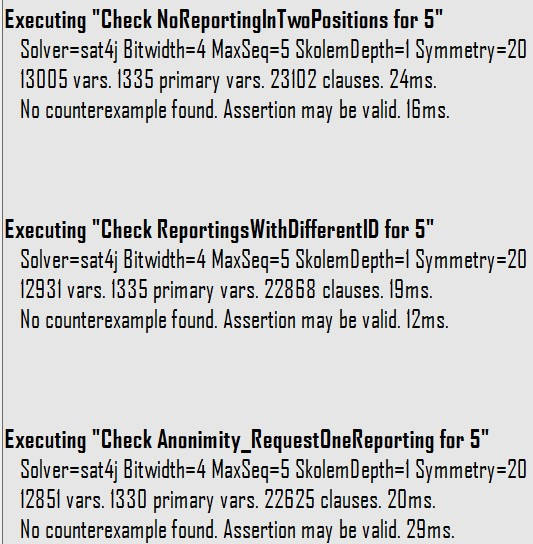 Executing "Check NoReportingInTwoPositions for 5"
Solver=sat4j Bitwidth=4 MaxSeq=5 SkolemDepth=1 Symmetry=20
13005 vars. 1335 primary vars. 23102 clauses. 24ms.
No counterexample found. Assertion may be valid. 16ms.
Executing "Check ReportingsWithDifferentID for 5"
Solver=sat4j Bitwidth=4 MaxSeq=5 SkolemDepth=1 Symmetry=20
12931 vars. 1335 primary vars. 22868 clauses. 19ms.
No counterexample found. Assertion may be valid. 12ms.
Executing "Check Anonimity_RequestOneReporting for 5"
Solver=sat4j Bitwidth=4 MaxSeq=5 SkolemDepth=1 Symmetry=20
12851 vars. 1330 primary vars. 22625 clauses. 20ms.
No counterexample found. Assertion may be valid. 29ms.